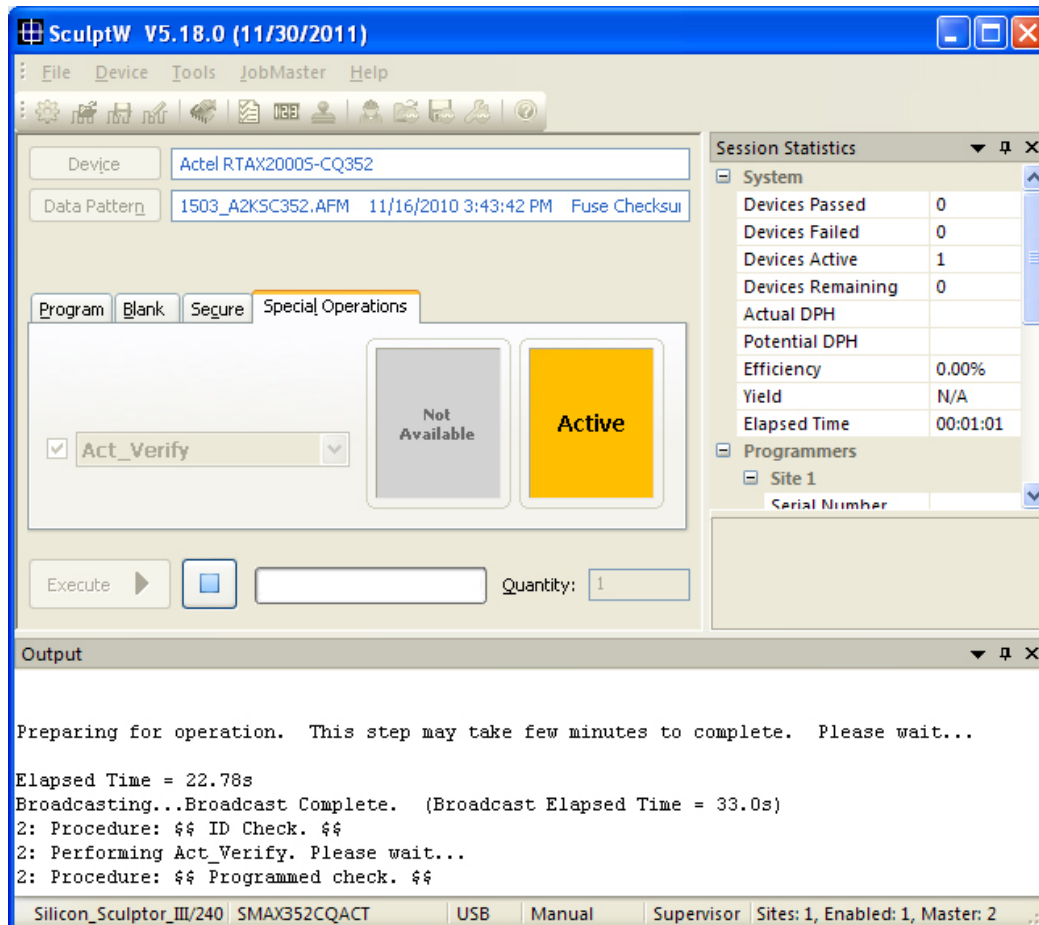 SculptW V5.18.0 (11/30/2011)
File Device Tools JobMaster Help
123
Device Actel RTAX2000S-CQ352
Data Pattern 1503_A2KSC352.AFM 11/16/2010 3:43:42 PM Fuse Checksu
Program Blank Secure Special Operations
Act_Verify
Not
Available
Active
Execute
Quantity: 1
Session Statistics
System
Devices Passed 0
Devices Failed 0
Devices Active 1
Devices Remaining 0
Actual DPH
Potential DPH
Efficiency 0.00%
Yield N/A
Elapsed Time 00:01:01
Programmers
Site 1
Serial Number
Output
Preparing for operation. This step may take few minutes to complete. Please wait...
Elapsed Time = 22.78s
Broadcasting...Broadcast Complete. (Broadcast Elapsed Time = 33.0s)
2: Procedure: $$ ID Check. $$
2: Performing Act_Verify. Please wait...
2: Procedure: $$ Programmed check. $$
Silicon_Sculptor_III/240 SMAX352CQACT USB Manual Supervisor Sites: 1, Enabled: 1, Master: 2